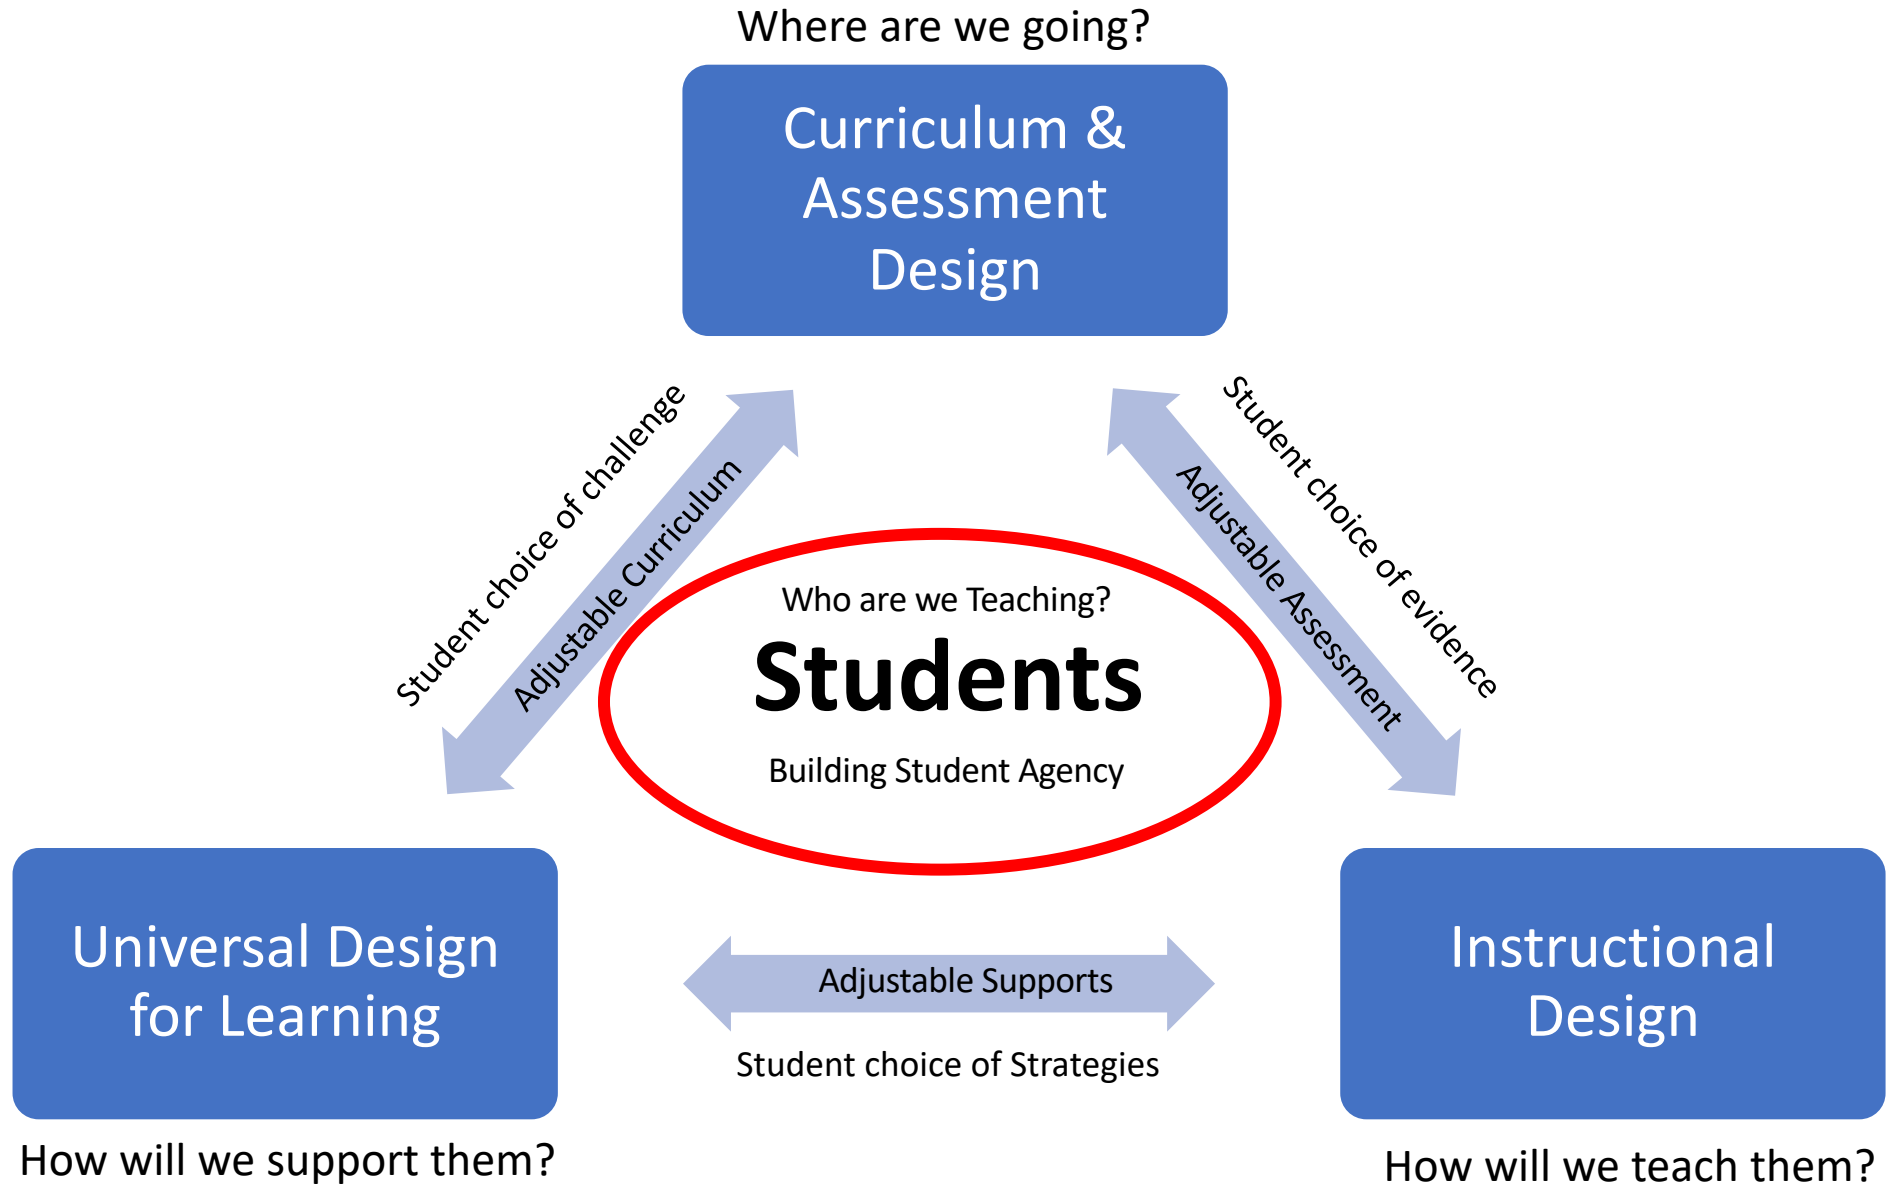 Where are we going?
Curriculum &
Assessment
Design
Student choice of challenge
Adjustable Curriculum
Student choice of evidence
Adjustable Assessment
Who are we Teaching?
Students
Building Student Agency
Universal Design
for Learning
Adjustable Supports
Student choice of Strategies
Instructional
Design
How will we support them?
How will we teach them?